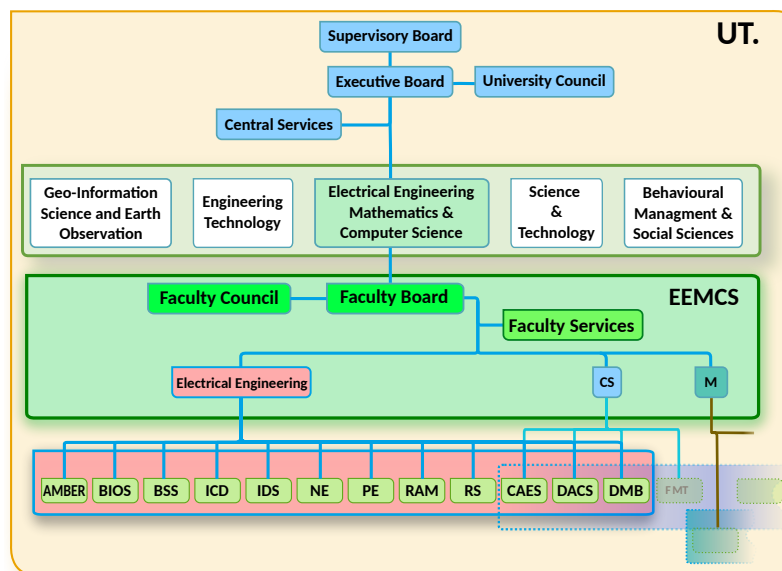 UT.
Supervisory Board
Executive Board
University Council
Central Services
Geo-Information
Science and Earth
Observation
Engineering
Technology
Electrical Engineering
Mathematics &
Computer Science
Science
&
Technology
Behavioural
Managment &
Social Sciences
EEMCS
Faculty Council
Faculty Board
Faculty Services
Electrical Engineering
CS
M
AMBER
BIOS
BSS
ICD
IDS
NE
PE
RAM
RS
CAES
DACS
DMB
FMT